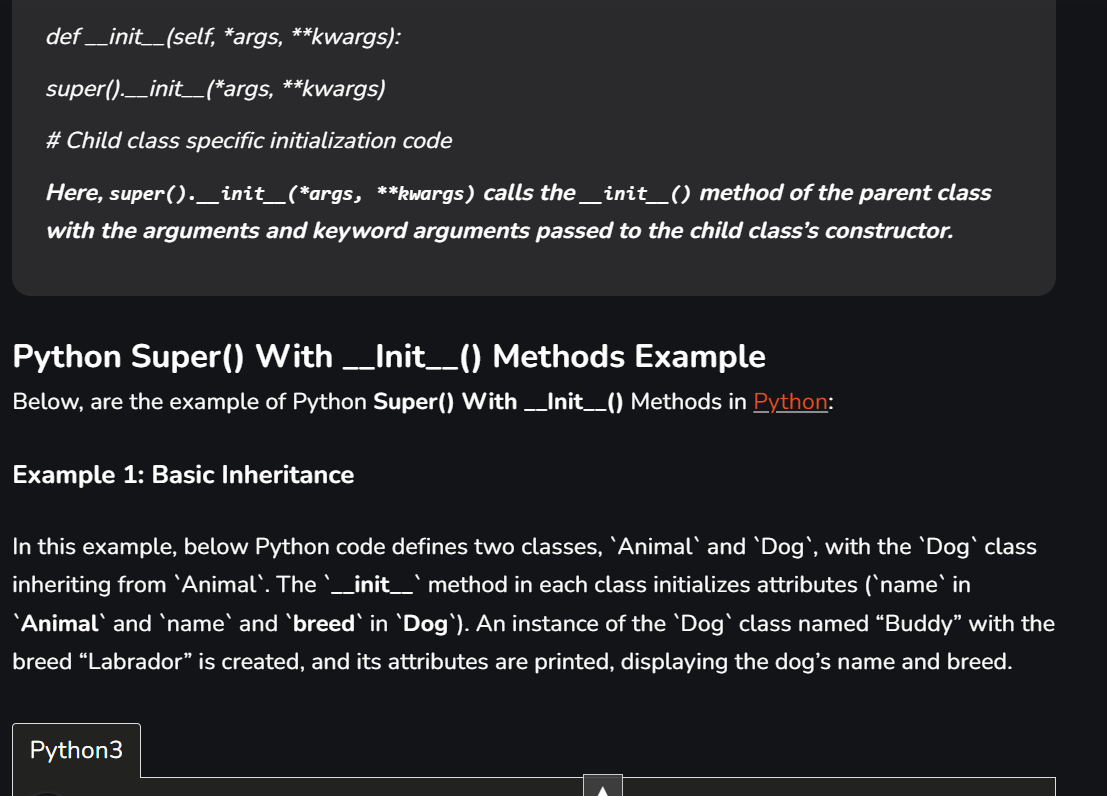 def __init__(self, *args, **kwargs):
super().__init__(*args, **kwargs)
# Child class specific initialization code
Here, super().__init__(*args, **kwargs) calls the __init__() method of the parent class
with the arguments and keyword arguments passed to the child class’s constructor.
Python Super() With __Init__() Methods Example
Below, are the example of Python Super() With __Init__() Methods in Python:
Example 1: Basic Inheritance
In this example, below Python code defines two classes, `Animal` and `Dog`, with the `Dog` class
inheriting from `Animal`. The `__init__` method in each class initializes attributes (`name` in
`Animal` and `name` and `breed` in `Dog`). An instance of the `Dog` class named “Buddy” with the
breed “Labrador” is created, and its attributes are printed, displaying the dog’s name and breed.
Python3